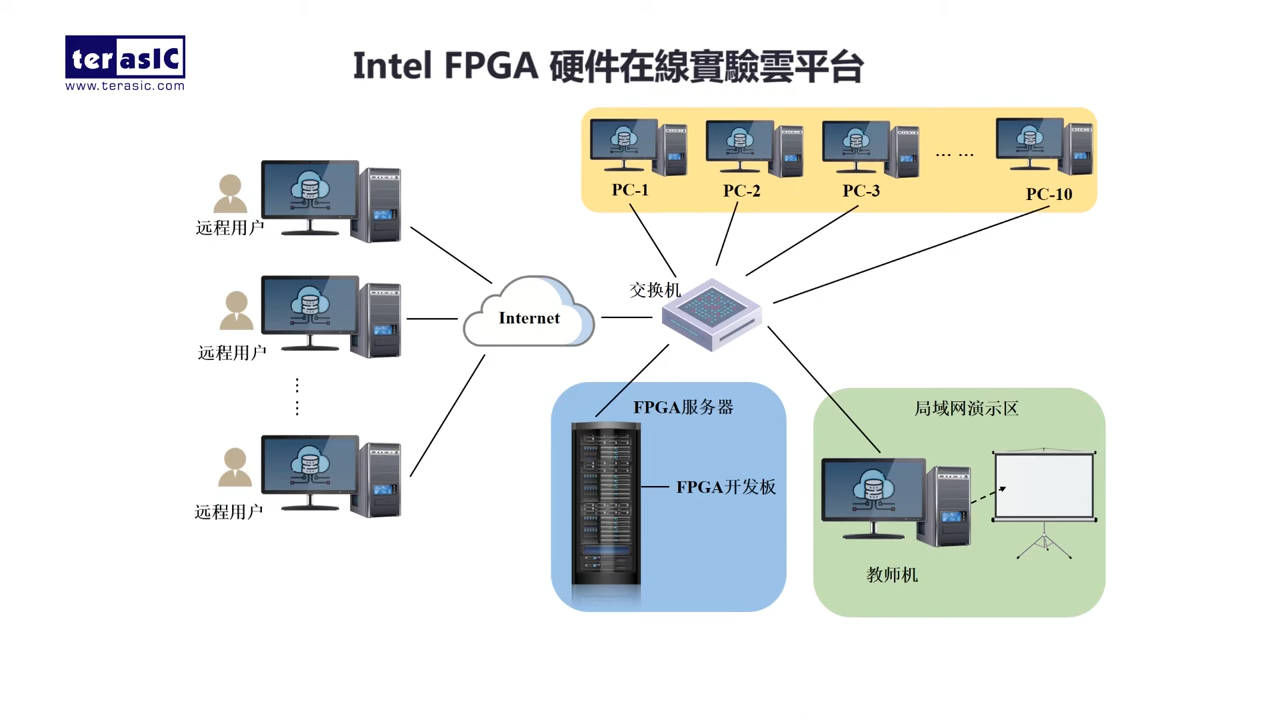 terasIC
www.terasic.com
Intel FPGA 硬件在線實驗雲平台
PC-1
PC-2
PC-3
... ...
PC-10
远程用户
远程用户
远程用户
Internet
交换机
FPGA服务器
FPGA开发板
局域网演示区
教师机